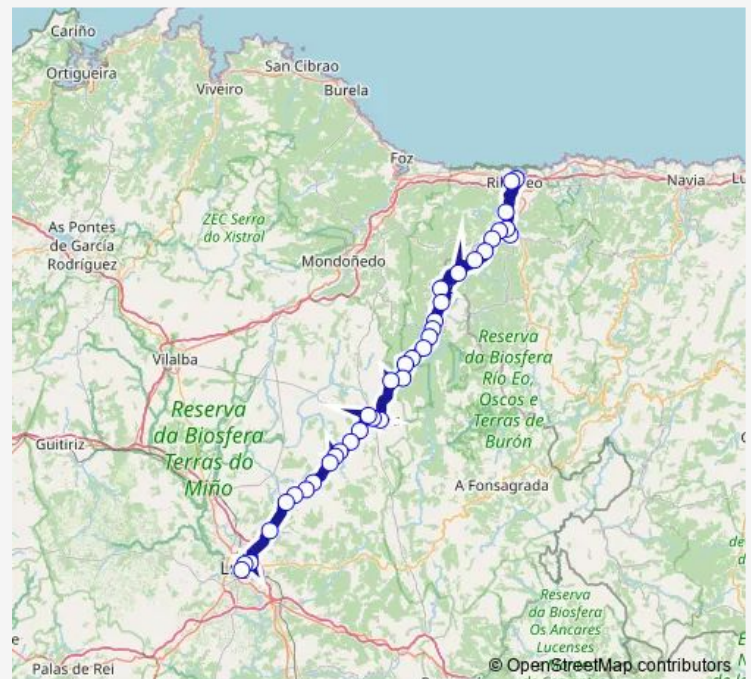 Cariño
Ortigueira
San Cibrao
Viveiro
Burela
Foz
Navia
As Pontes
de García
Rodríguez
ZEC Serra
do Xistral
Mondoñedo
Reserva
da Biosfera
Río Eo,
Oscos e
Terras de
Burón
Vilalba
Reserva
da Biosfera
Terras do
Miño
Guitiriz
A Fonsagrada
Reserva
da Biosfera
Os Ancares
Lucenses
Palas de Rei
© OpenStreetMap contributors